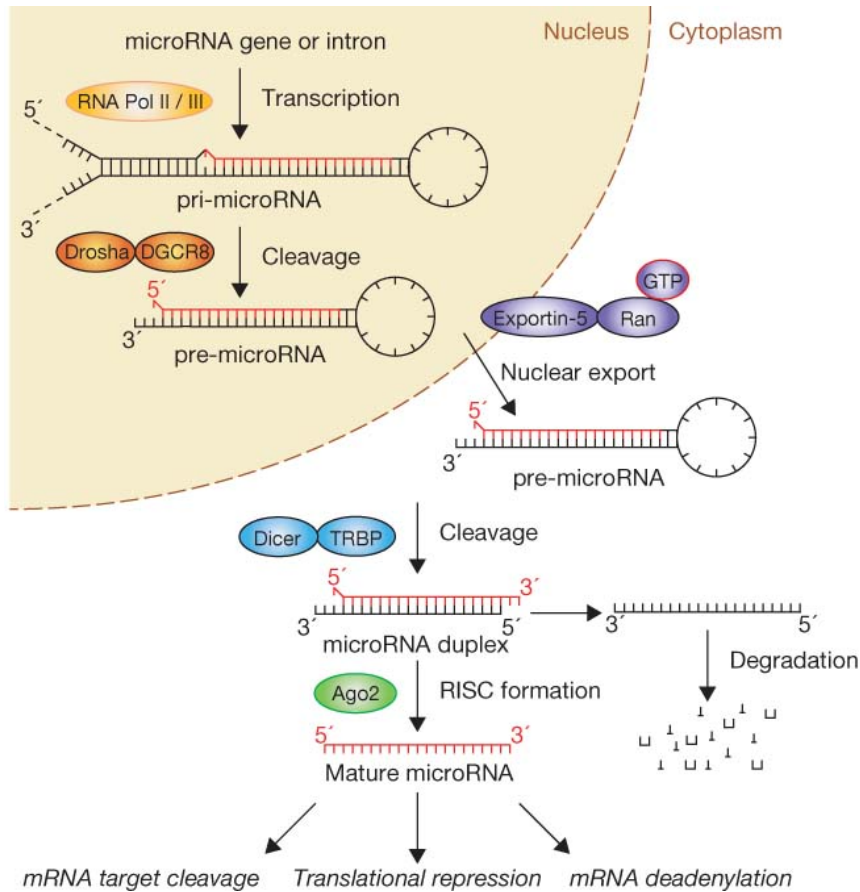 microRNA gene or intron
Nucleus
Cytoplasm
RNA Pol II / III
Transcription
5´
3´
pri-microRNA
Drosha
DGCR8
Cleavage
5´
3´
pre-microRNA
GTP
Exportin-5
Ran
Nuclear export
5´
3´
pre-microRNA
Dicer
TRBP
Cleavage
5´
3´
3´
5´
microRNA duplex
3´
5´
Degradation
Ago2
RISC formation
5´
3´
Mature microRNA
mRNA target cleavage
Translational repression
mRNA deadenylation